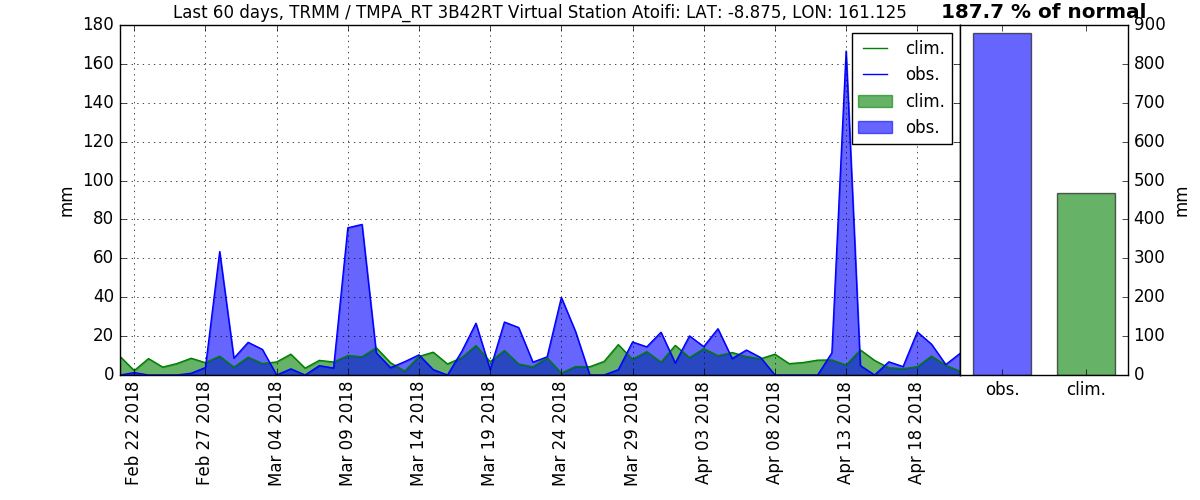 Last 60 days, TRMM / TMPA_RT 3B42RT Virtual Station Atoifi: LAT: -8.875, LON: 161.125
187.7 % of normal
180
160
140
120
100
80
60
40
20
0
mm
clim.
obs.
clim.
obs.
900
800
700
600
500
400
300
200
100
0
mm
Feb 22 2018
Feb 27 2018
Mar 04 2018
Mar 09 2018
Mar 14 2018
Mar 19 2018
Mar 24 2018
Mar 29 2018
Apr 03 2018
Apr 08 2018
Apr 13 2018
Apr 18 2018
obs.
clim.